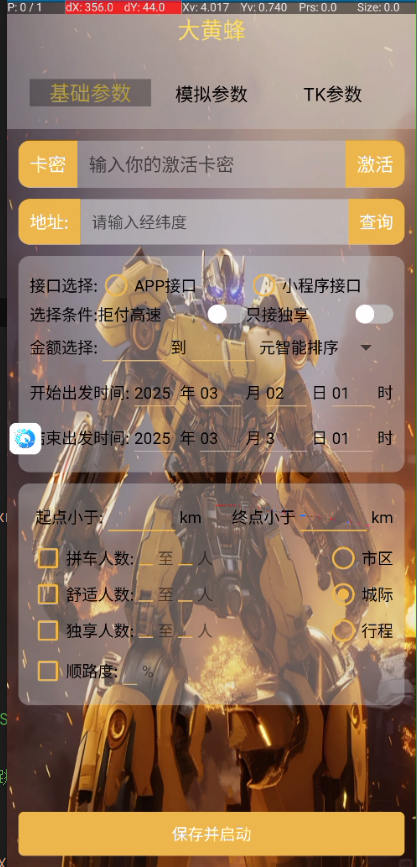 P: 0 / 1 dX: 356.0 dY: 44.0 Xv: 4.017 Yv: 0.740 Prs: 0.0 Size: 0.0
大黄蜂
基础参数 模拟参数 TK参数
卡密 输入你的激活卡密 激活
地址: 请输入经纬度 查询
接口选择: APP接口 小程序接口
选择条件:拒付高速 只接独享
金额选择: 到 元智能排序
开始出发时间: 2025 年 03 月 02 日 01 时
结束出发时间: 2025 年 03 月 3 日 01 时
起点小于: km 终点小于 km
拼车人数: 至 人 市区
舒适人数: 至 人 城际
独享人数: 至 人 行程
顺路度: %
保存并启动